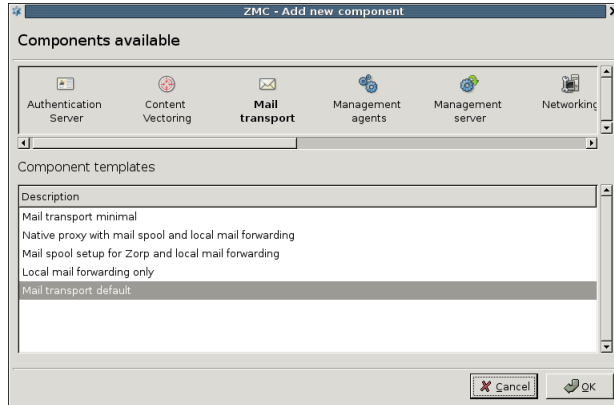 ZMC - Add new component
Components available
Authentication Server
Content Vectoring
Mail transport
Management agents
Management server
Networking
Component templates
Description
Mail transport minimal
Native proxy with mail spool and local mail forwarding
Mail spool setup for Zorp and local mail forwarding
Local mail forwarding only
Mail transport default
Cancel
OK